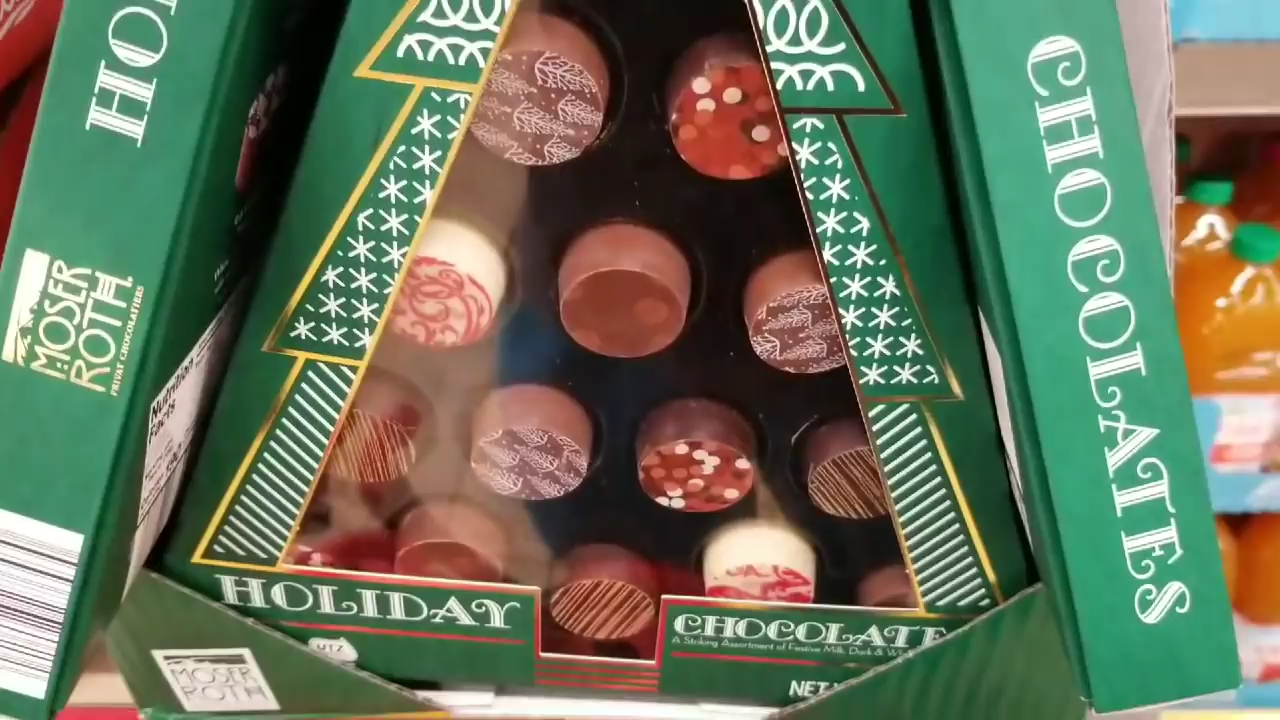 HO
MOSER
ROTH
PRIVAT CHOCOLATIERS
Nutrition
Facts
CHOCOLATES
HOLIDAY
CHOCOLATE
A Striking Assortment of Festive Milk, Dark & Wh
UTZ
MOSER
ROTH
NET